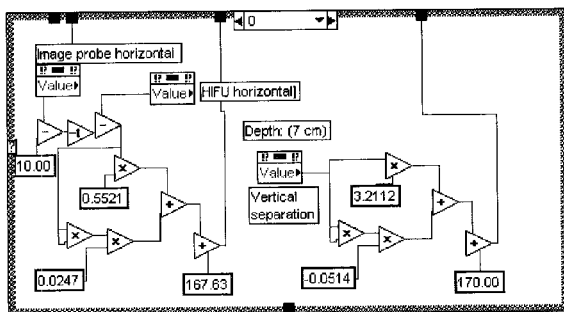 0
Image probe horizontal
Value
Value
HIFU horizontal
10.00
Depth: (7 cm)
0.5521
Value
Vertical
separation
3.2112
0.0247
167.63
-0.0514
170.00